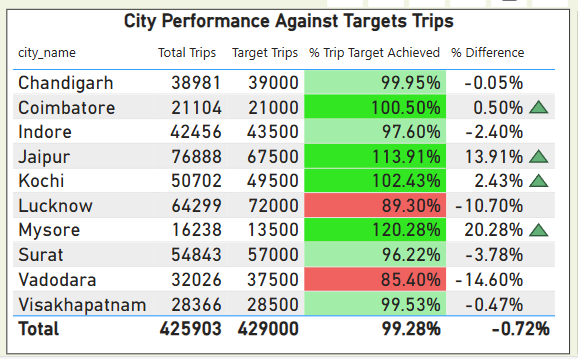 City Performance Against Targets Trips
city_name Total Trips Target Trips % Trip Target Achieved % Difference
Chandigarh 38981 39000 99.95% -0.05%
Coimbatore 21104 21000 100.50% 0.50%
Indore 42456 43500 97.60% -2.40%
Jaipur 76888 67500 113.91% 13.91%
Kochi 50702 49500 102.43% 2.43%
Lucknow 64299 72000 89.30% -10.70%
Mysore 16238 13500 120.28% 20.28%
Surat 54843 57000 96.22% -3.78%
Vadodara 32026 37500 85.40% -14.60%
Visakhapatnam 28366 28500 99.53% -0.47%
Total 425903 429000 99.28% -0.72%